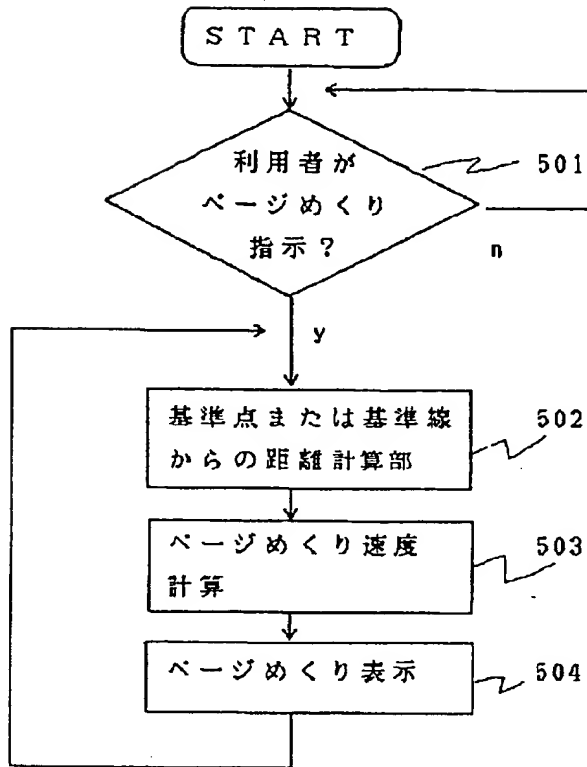 START
利用者が
ページめくり
指示?
501
n
y
基準点または基準線
からの距離計算部
502
ページめくり速度
計算
503
ページめくり表示
504